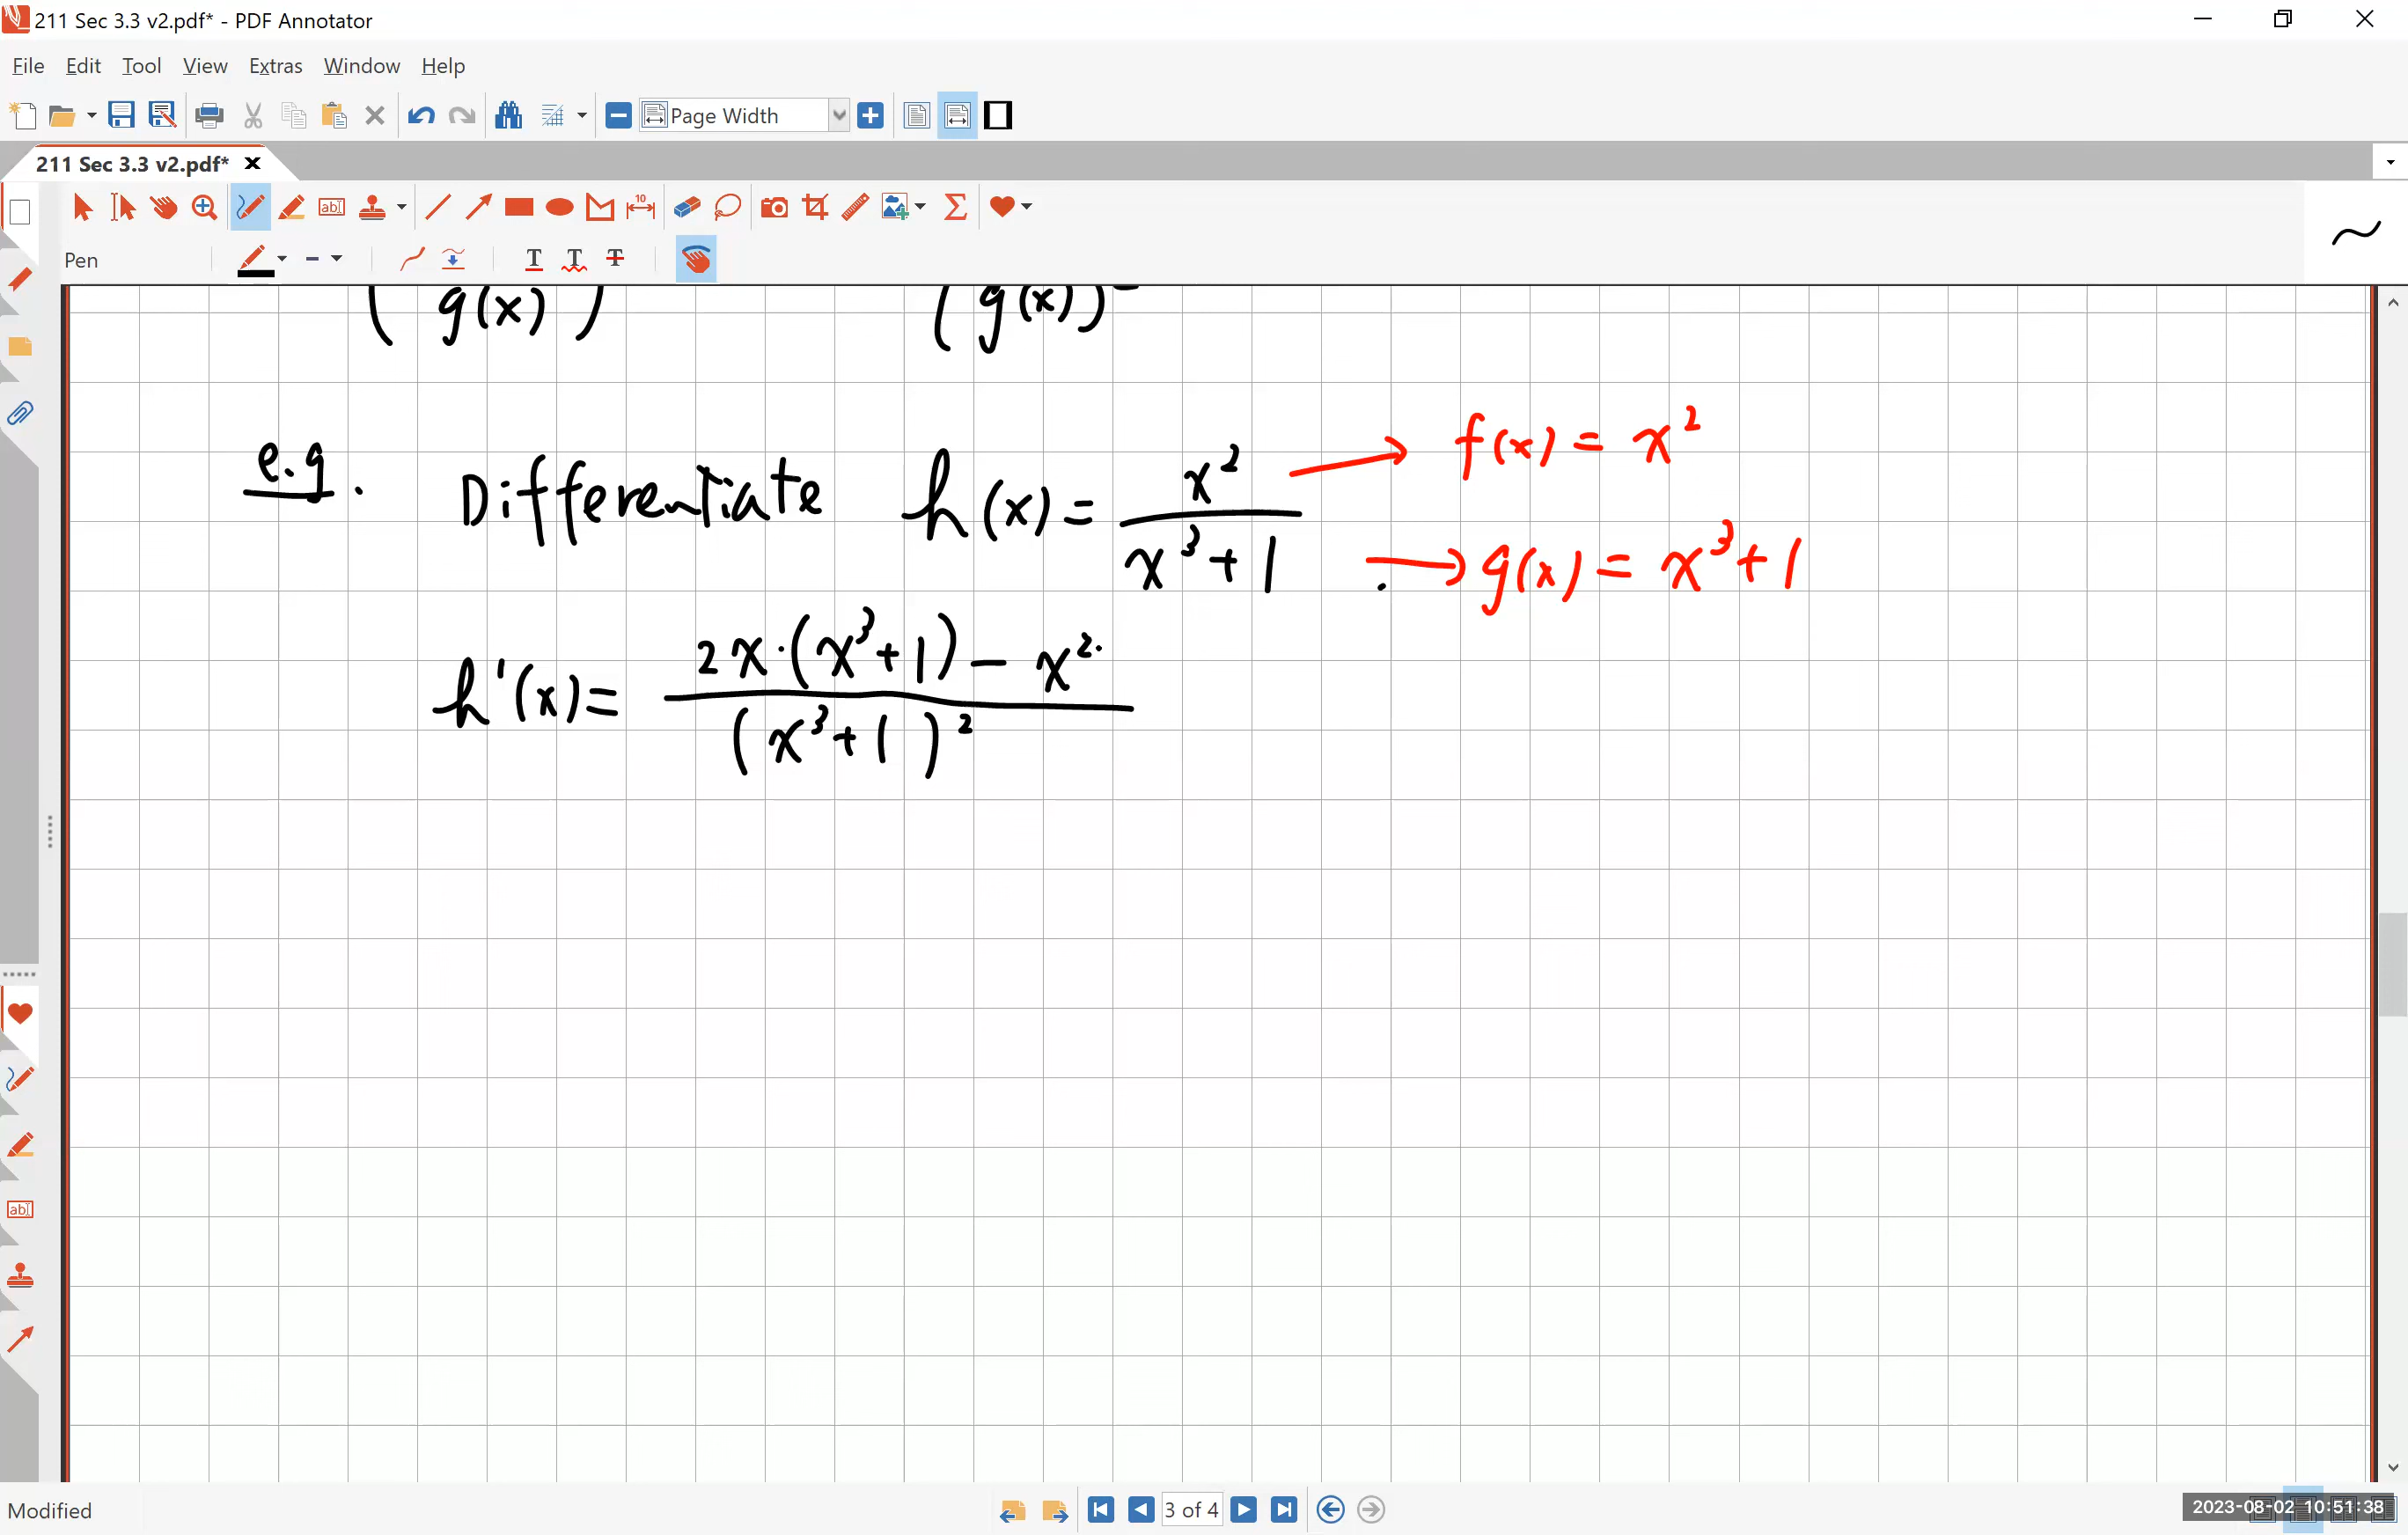 211 Sec 3.3 v2.pdf* - PDF Annotator
File Edit Tool View Extras Window Help
Page Width
211 Sec 3.3 v2.pdf*
Pen
( g(x) ) (g(x))
e.g. Differentiate h(x) = x² / (x³+1) . → f(x) = x²
→ g(x) = x³+1
h'(x) = 2x·(x³+1) − x²·
(x³+1)²
Modified
3 of 4
2023-08-02 10:51:38